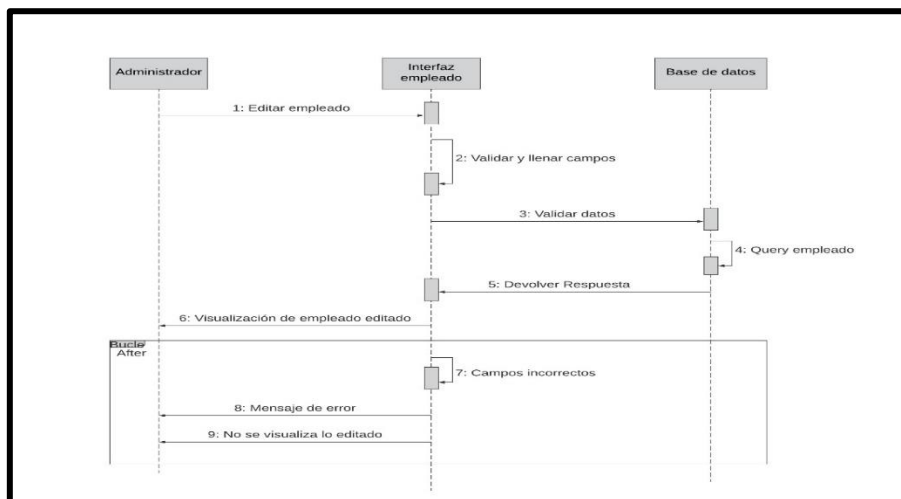 Administrador
Interfaz
empleado
Base de datos
1: Editar empleado
2: Validar y llenar campos
3: Validar datos
4: Query empleado
5: Devolver Respuesta
6: Visualización de empleado editado
Bucle
After
7: Campos incorrectos
8: Mensaje de error
9: No se visualiza lo editado